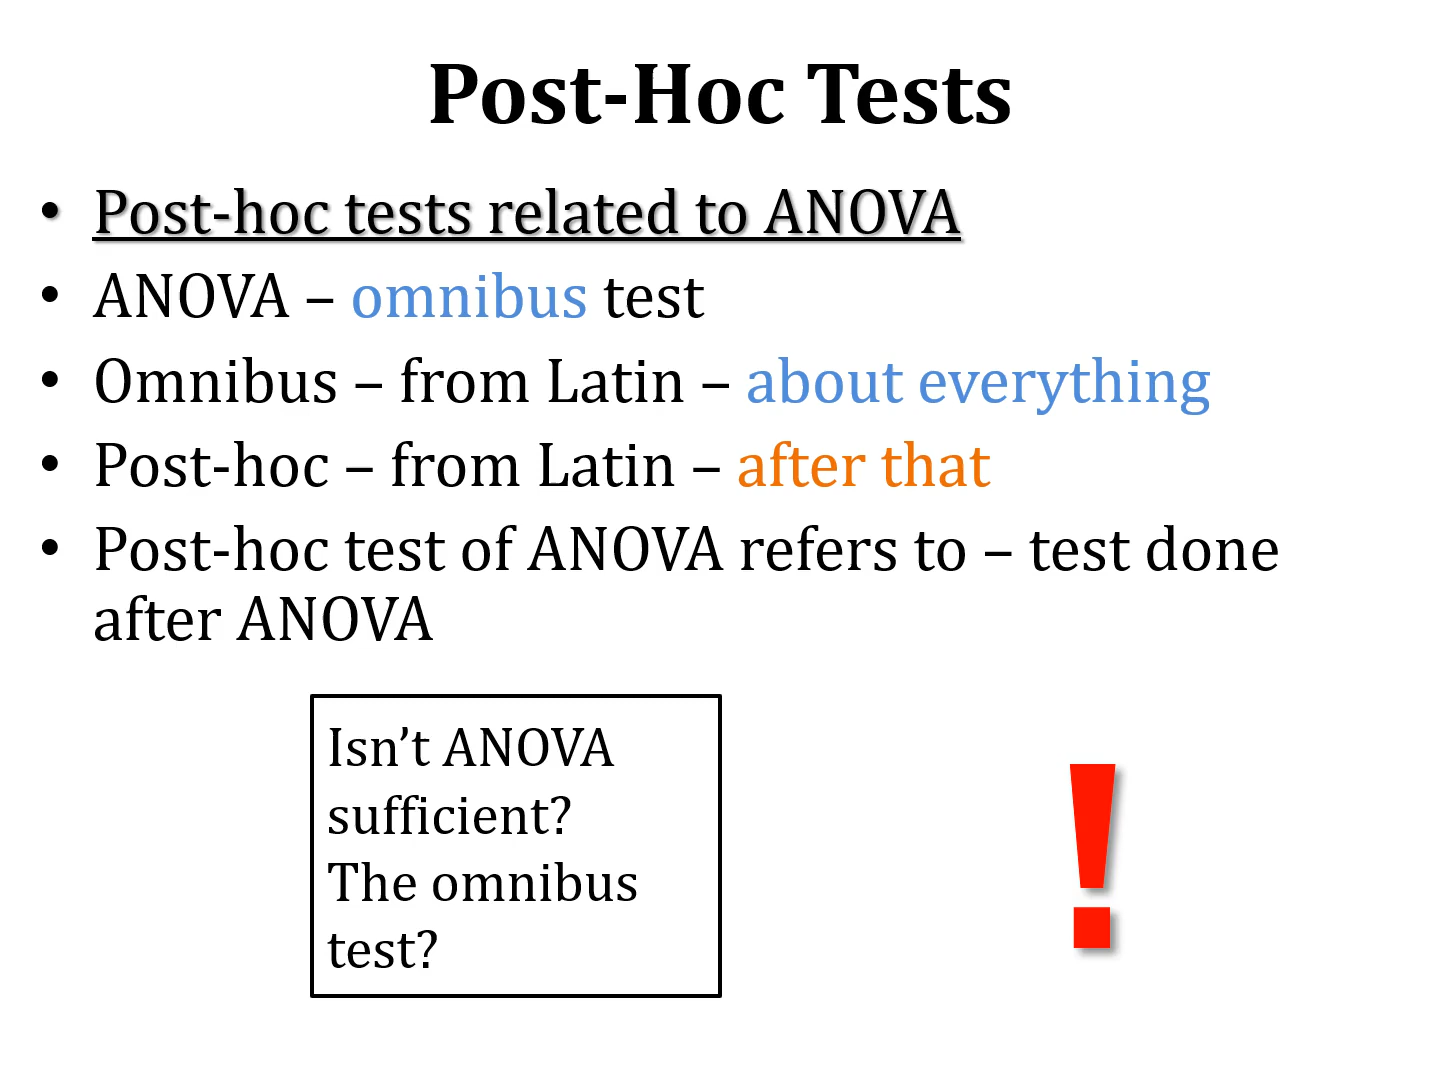 Post-Hoc Tests
• Post-hoc tests related to ANOVA
• ANOVA – omnibus test
• Omnibus – from Latin – about everything
• Post-hoc – from Latin – after that
• Post-hoc test of ANOVA refers to – test done
after ANOVA
Isn’t ANOVA
sufficient?
The omnibus
test?
!